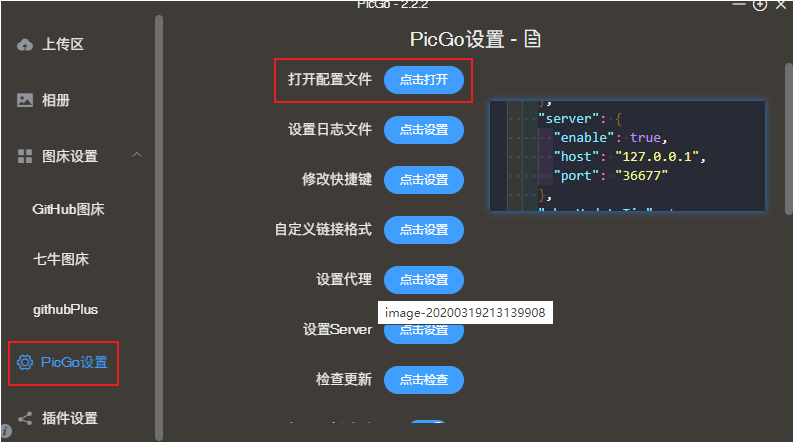 PicGo - 2.2.2
上传区
相册
图床设置
GitHub图床
七牛图床
githubPlus
PicGo设置
插件设置
PicGo设置 -
打开配置文件 点击打开
设置日志文件 点击设置
修改快捷键 点击设置
自定义链接格式 点击设置
设置代理 点击设置
设置Server 点击设置
检查更新 点击检查
},
"server": {
"enable": true,
"host": "127.0.0.1",
"port": "36677"
},
image-20200319213139908